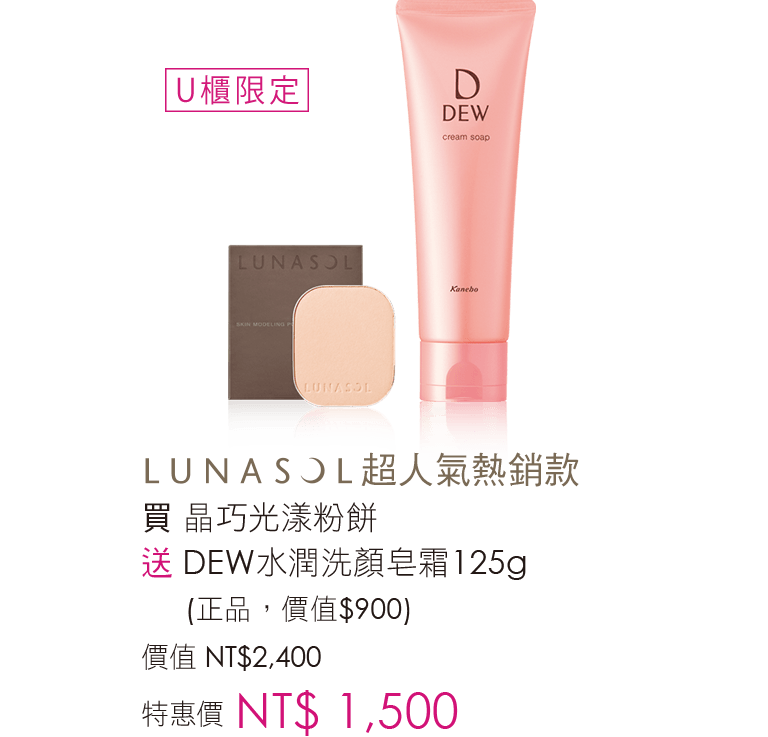 U櫃限定
D
DEW
cream soap
Kanebo
LUNASOL
SKIN MODELING
LUNASOL
LUNASOL超人氣熱銷款
買 晶巧光漾粉餅
送 DEW水潤洗顏皂霜125g
(正品，價值$900)
價值 NT$2,400
特惠價 NT$ 1,500